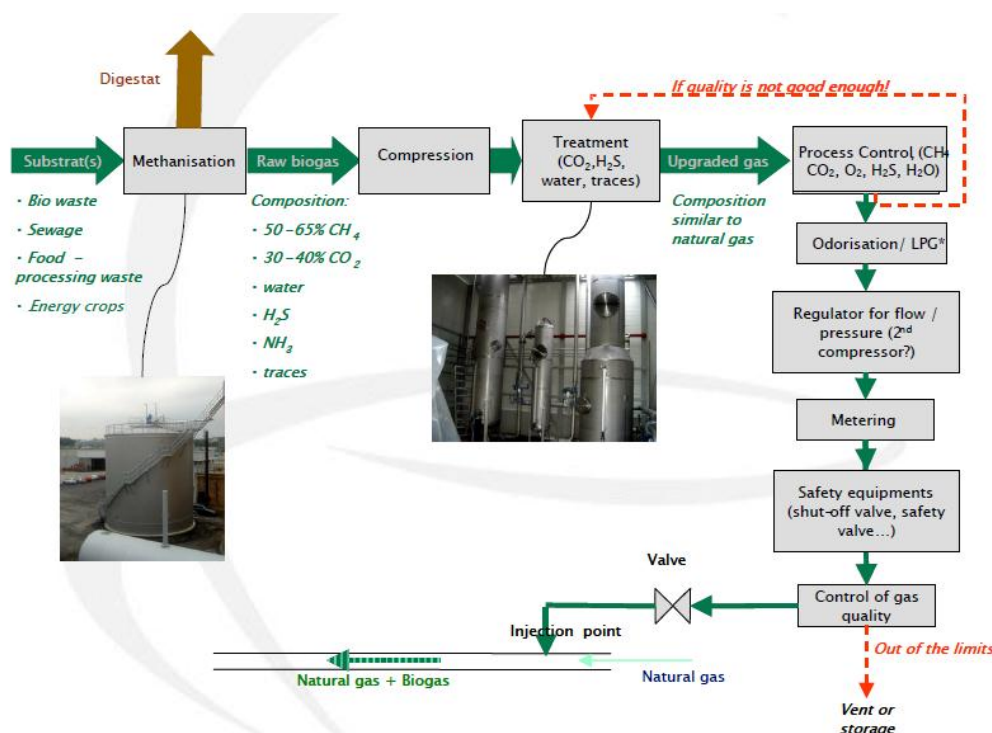 Digestat
If quality is not good enough!
Substrat(s)
Methanisation
Raw biogas
Compression
Treatment
(CO₂,H₂S,
water, traces)
Upgraded gas
Process Control, (CH₄
CO₂, O₂, H₂S, H₂O)
• Bio waste
• Sewage
• Food –
processing waste
• Energy crops
Composition:
• 50–65% CH₄
• 30–40% CO₂
• water
• H₂S
• NH₃
• traces
Composition
similar to
natural gas
Odorisation/ LPG*
Regulator for flow /
pressure (2nd
compressor?)
Metering
Safety equipments
(shut-off valve, safety
valve...)
Valve
Control of gas
quality
Injection point
Out of the limits
Natural gas + Biogas
Natural gas
Vent or
storage